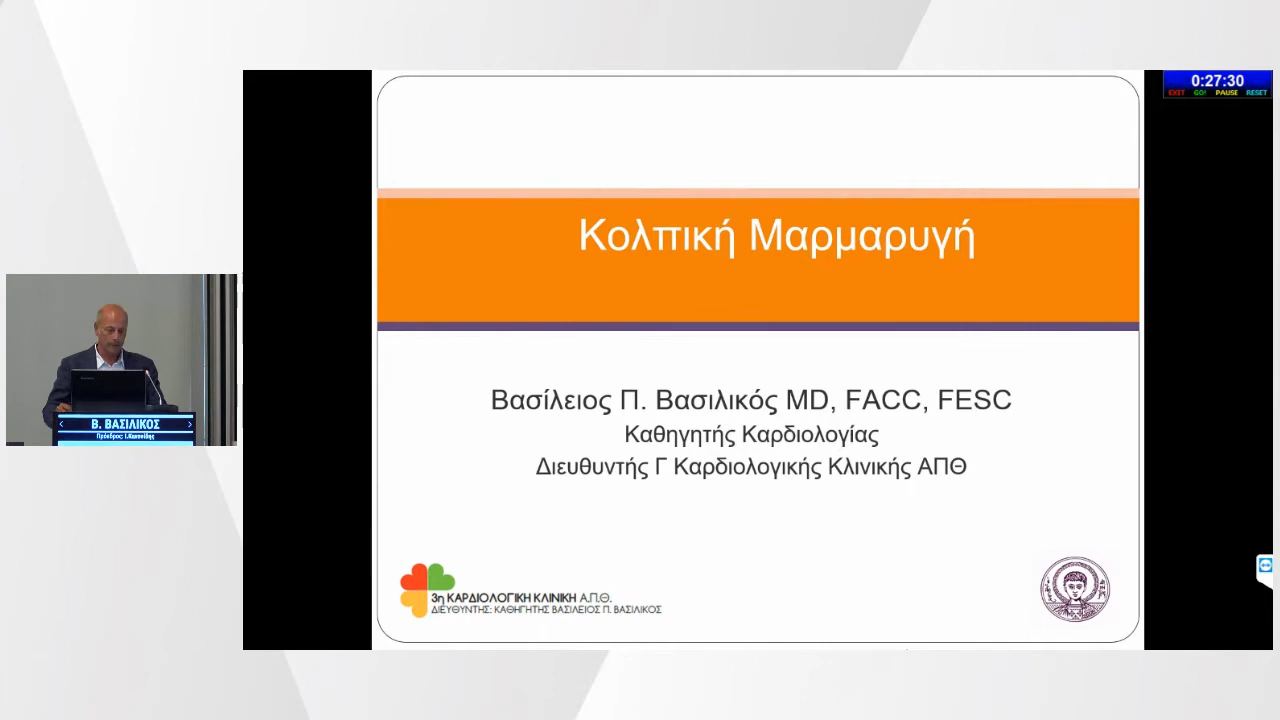 0:27:30
EXIT GO! PAUSE RESET
Κολπική Μαρμαρυγή
Βασίλειος Π. Βασιλικός MD, FACC, FESC
Καθηγητής Καρδιολογίας
Διευθυντής Γ Καρδιολογικής Κλινικής ΑΠΘ
Β. ΒΑΣΙΛΙΚΟΣ
Πρόεδρος:
3η ΚΑΡΔΙΟΛΟΓΙΚΗ ΚΛΙΝΙΚΗ Α.Π.Θ.
ΔΙΕΥΘΥΝΤΗΣ: ΚΑΘΗΓΗΤΗΣ ΒΑΣΙΛΕΙΟΣ Π. ΒΑΣΙΛΙΚΟΣ